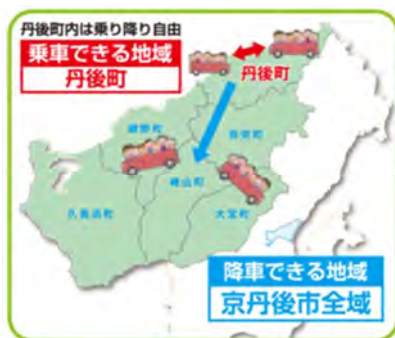 丹後町内は乗り降り自由
乗車できる地域
丹後町
丹後町
網野町
弥栄町
峰山町
久美浜町
大宮町
降車できる地域
京丹後市全域